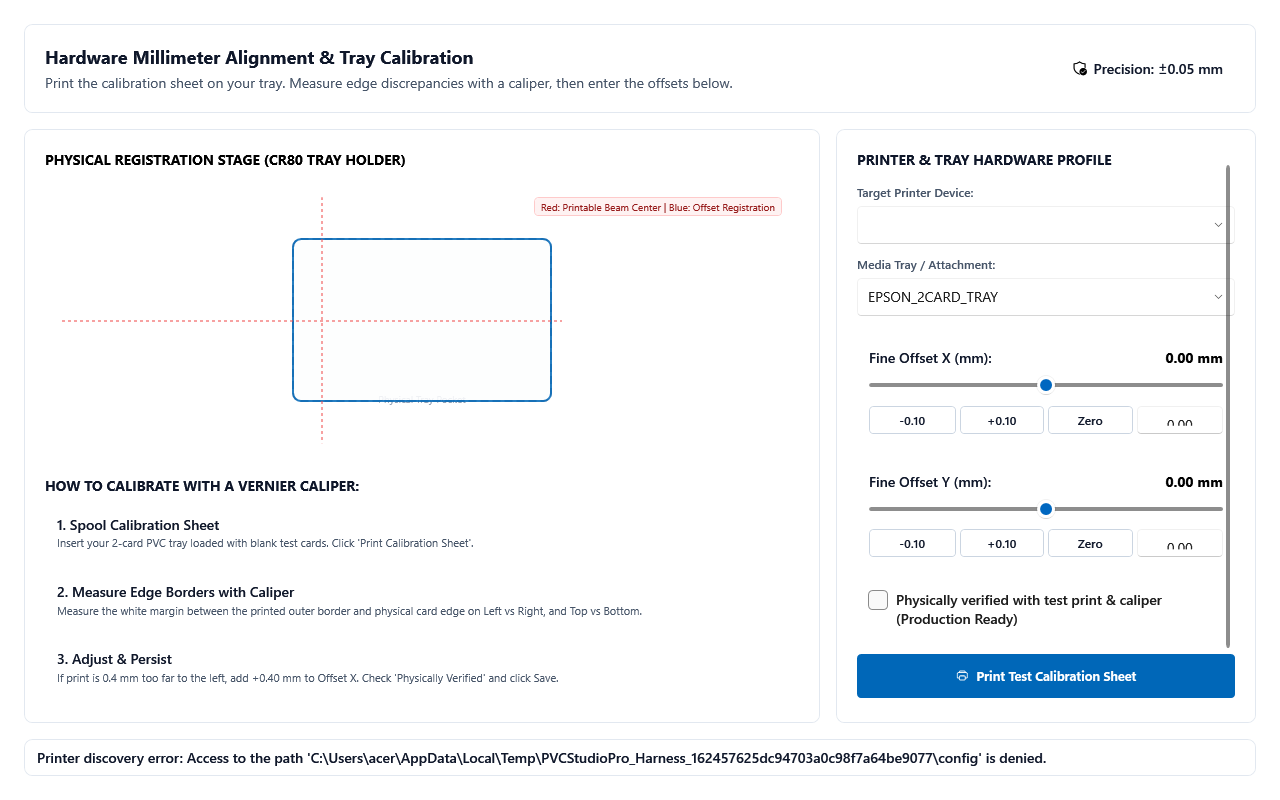 Hardware Millimeter Alignment & Tray Calibration
Print the calibration sheet on your tray. Measure edge discrepancies with a caliper, then enter the offsets below.
Precision: ±0.05 mm
PHYSICAL REGISTRATION STAGE (CR80 TRAY HOLDER)
Red: Printable Beam Center | Blue: Offset Registration
HOW TO CALIBRATE WITH A VERNIER CALIPER:
1. Spool Calibration Sheet
Insert your 2-card PVC tray loaded with blank test cards. Click 'Print Calibration Sheet'.
2. Measure Edge Borders with Caliper
Measure the white margin between the printed outer border and physical card edge on Left vs Right, and Top vs Bottom.
3. Adjust & Persist
If print is 0.4 mm too far to the left, add +0.40 mm to Offset X. Check 'Physically Verified' and click Save.
PRINTER & TRAY HARDWARE PROFILE
Target Printer Device:
Media Tray / Attachment:
EPSON_2CARD_TRAY
Fine Offset X (mm): 0.00 mm
-0.10 +0.10 Zero 0.00
Fine Offset Y (mm): 0.00 mm
-0.10 +0.10 Zero 0.00
Physically verified with test print & caliper
(Production Ready)
Print Test Calibration Sheet
Printer discovery error: Access to the path 'C:\Users\acer\AppData\Local\Temp\PVCStudioPro_Harness_162457625dc94703a0c98f7a64be9077\config' is denied.